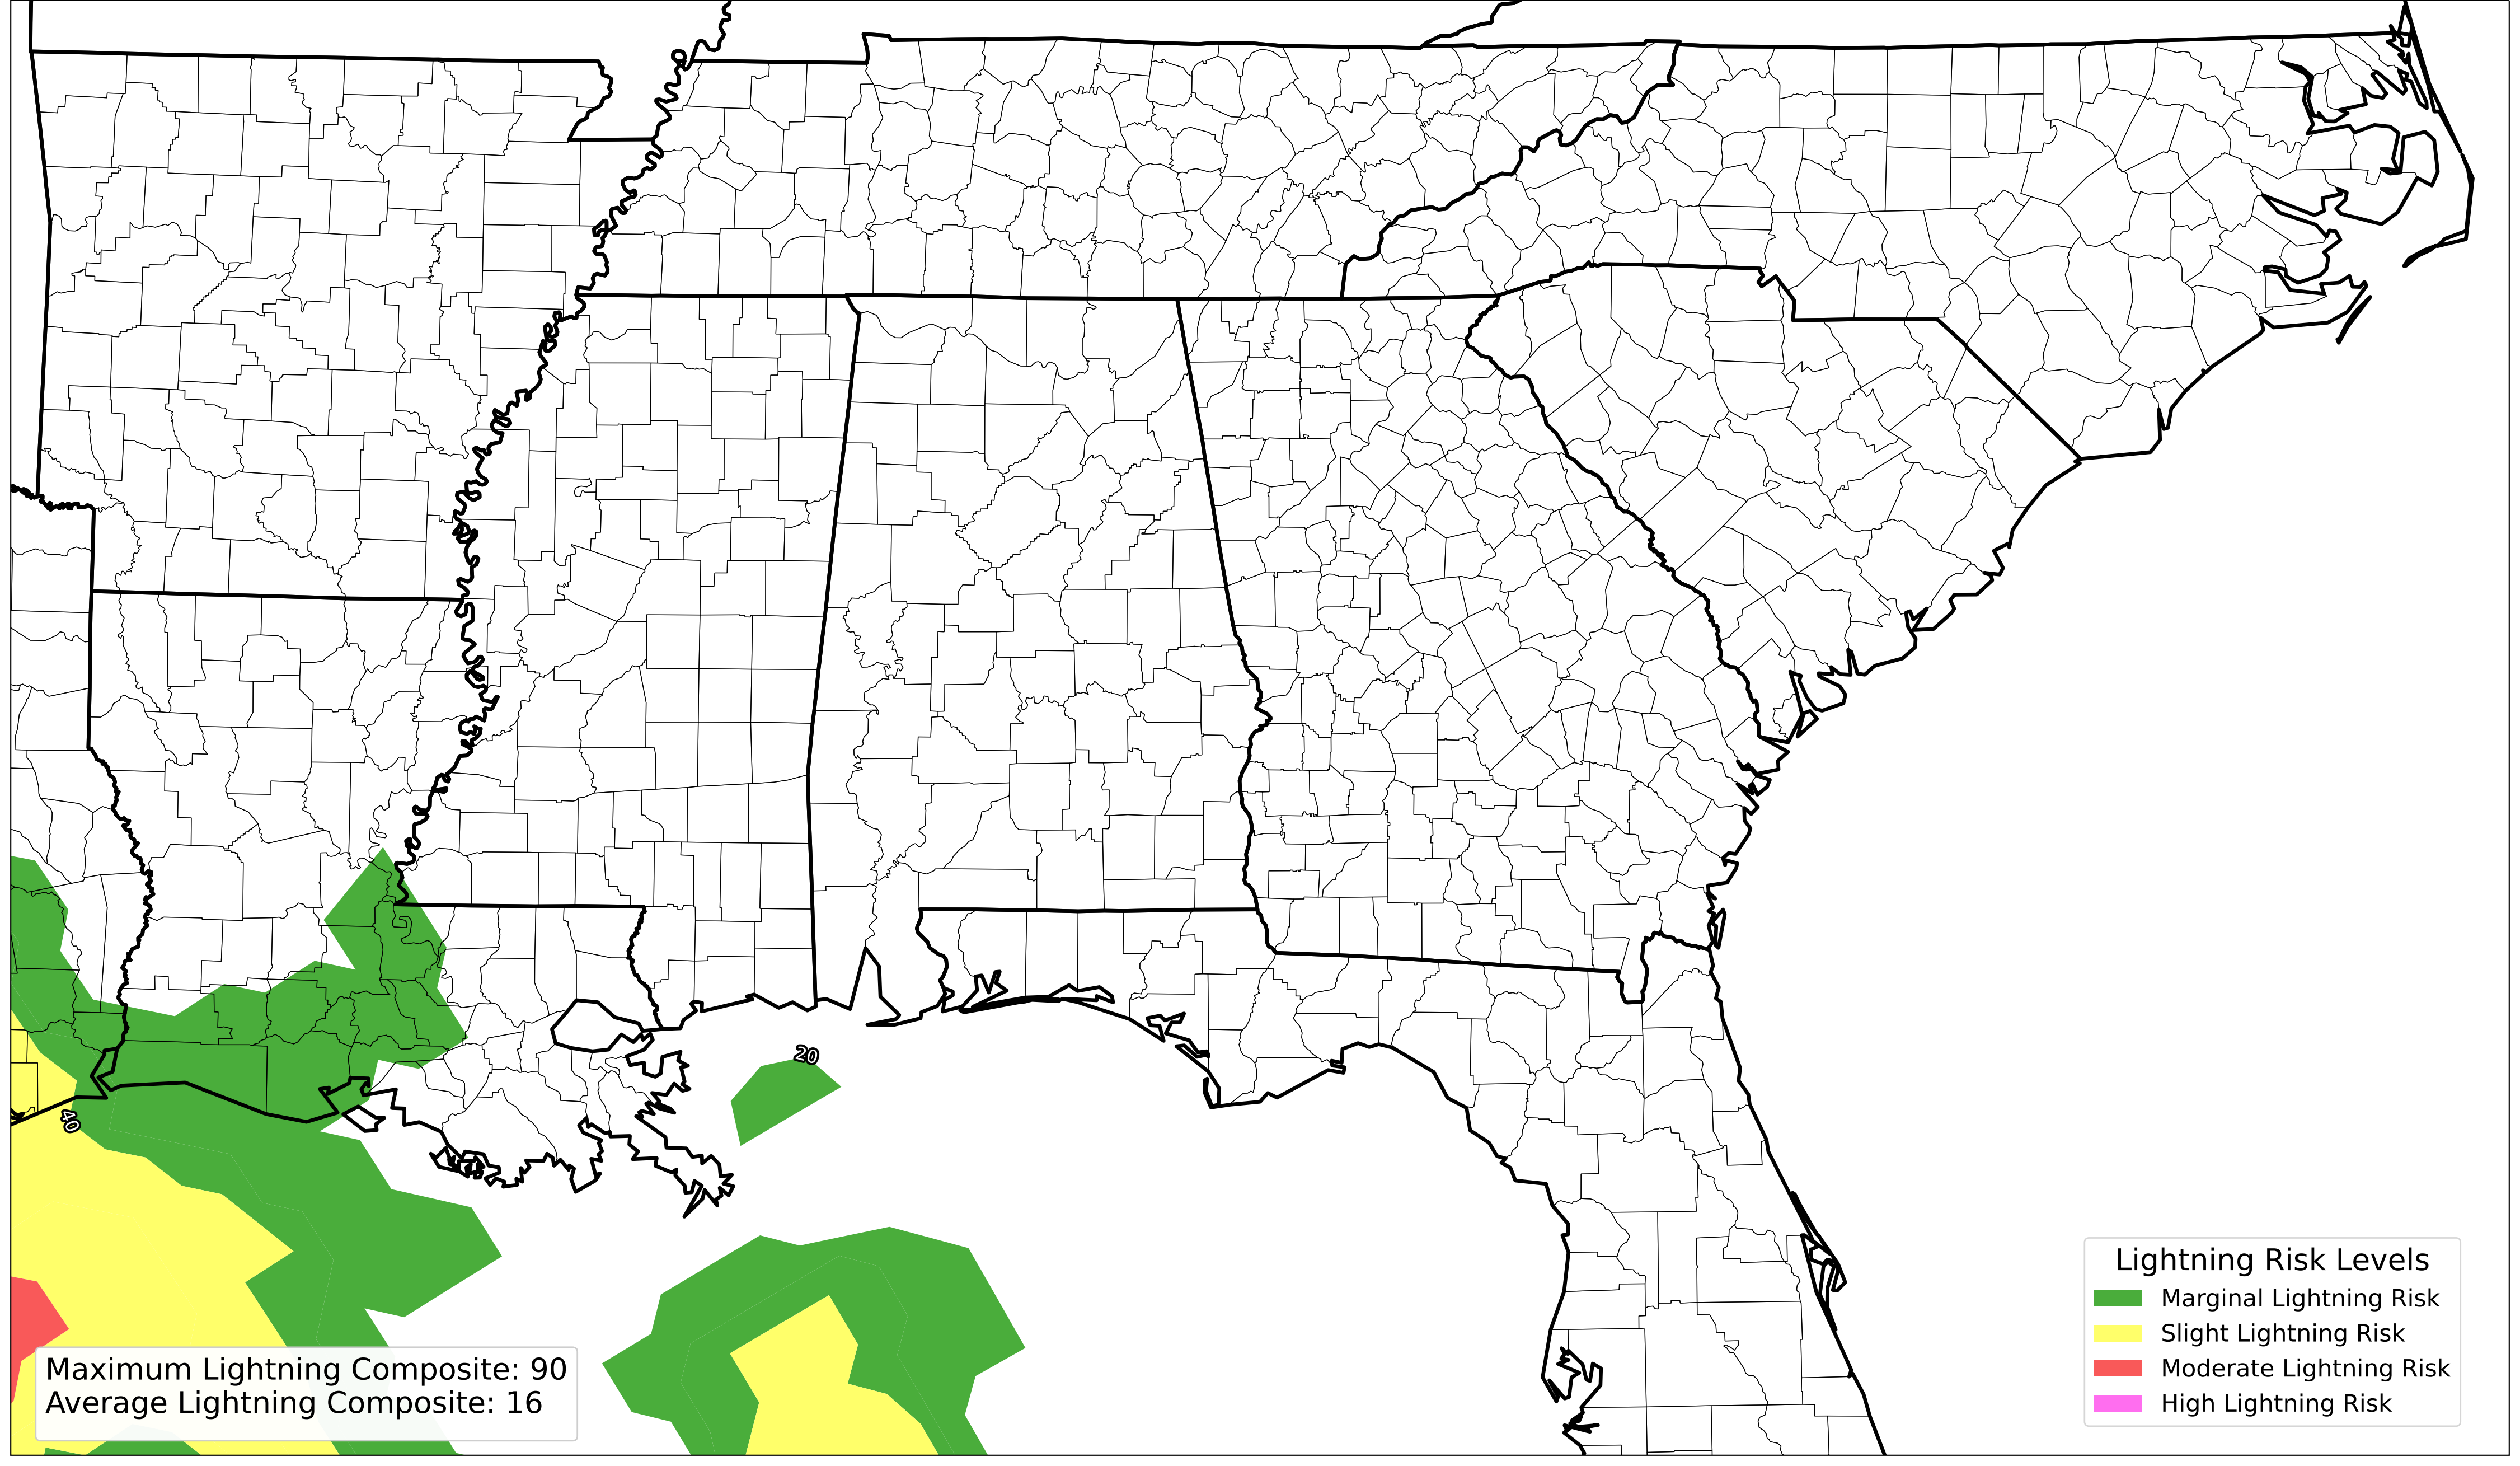 20
40
Maximum Lightning Composite: 90
Average Lightning Composite: 16
Lightning Risk Levels
Marginal Lightning Risk
Slight Lightning Risk
Moderate Lightning Risk
High Lightning Risk